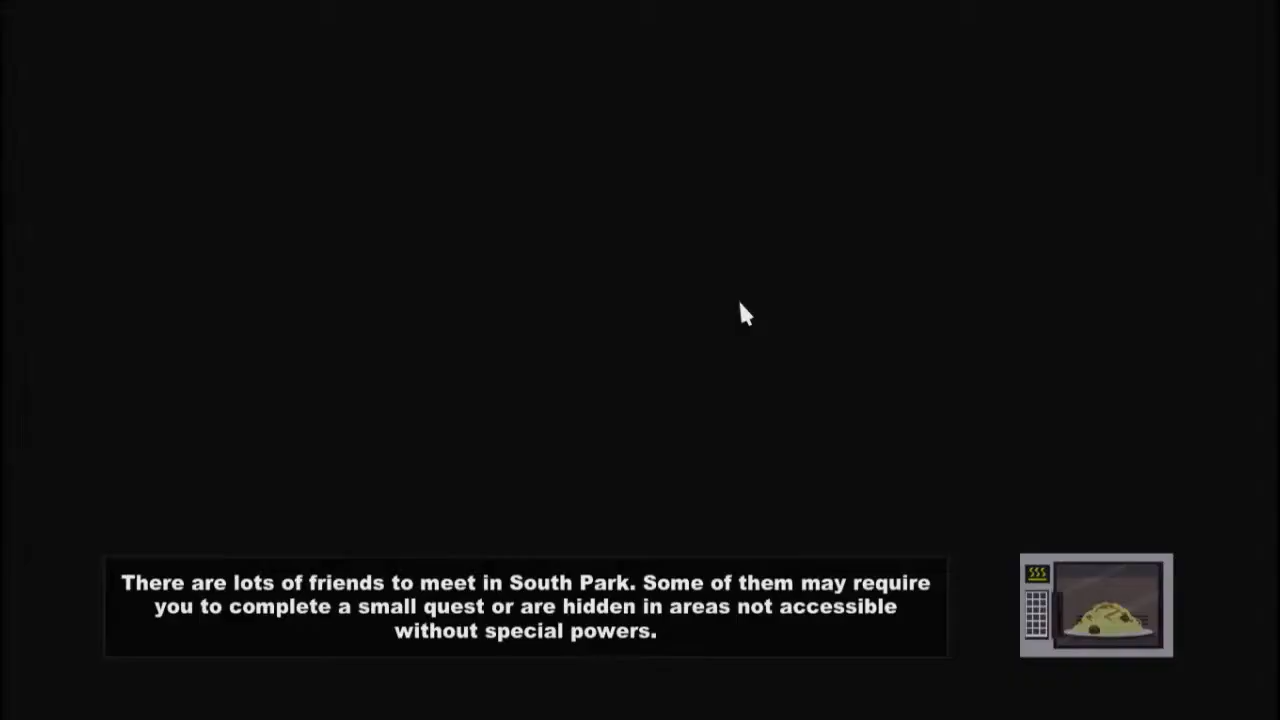 There are lots of friends to meet in South Park. Some of them may require
you to complete a small quest or are hidden in areas not accessible
without special powers.